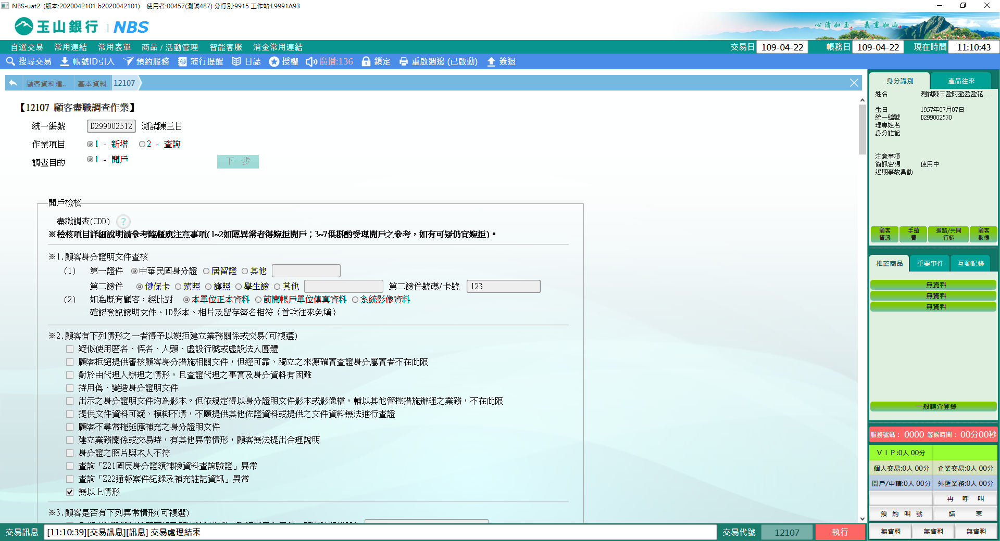 NBS-uat2 (版本:2020042101.b2020042101) 使用者:00457(測試487) 分行別:9915 工作站:L9991A93
玉山銀行 NBS
心清如玉 義重如山
自選交易 常用連結 常用表單 商品 / 活動管理 智能客服 消金常用連結
交易日 109-04-22 帳務日 109-04-22 現在時間 11:10:43
搜尋交易 帳號ID引入 預約服務 蒞行提醒 日誌 授權 廣播:136 鎖定 重啟週邊 (已啟動) 簽退
顧客資料建.. 基本資料 12107
【12107 顧客盡職調查作業】
統一編號 D299002512 測試陳三日
作業項目 1 - 新增 2 - 查詢
調查目的 1 - 開戶 下一步
開戶檢核
盡職調查(CDD) ?
※檢核項目詳細說明請參考臨櫃應注意事項(1~2如屬異常者得婉拒開戶；3~7供斟酌受理開戶之參考，如有可疑仍宜婉拒)。
※1.顧客身分證明文件查核
(1) 第一證件 中華民國身分證 居留證 其他
第二證件 健保卡 駕照 護照 學生證 其他 第二證件號碼/卡號 123
(2) 如為既有顧客，經比對 本單位正本資料 前開帳戶單位傳真資料 系統影像資料
確認登記證明文件、ID影本、相片及留存簽名相符（首次往來免填）
※2.顧客有下列情形之一者得予以婉拒建立業務關係或交易(可複選)
疑似使用匿名、假名、人頭、虛設行號或虛設法人團體
顧客拒絕提供審核顧客身分措施相關文件，但經可靠、獨立之來源確實查證身分屬實者不在此限
對於由代理人辦理之情形，且查證代理之事實及身分資料有困難
持用偽、變造身分證明文件
出示之身分證明文件均為影本。但依規定得以身分證明文件影本或影像檔，輔以其他管控措施辦理之業務，不在此限
提供文件資料可疑、模糊不清，不願提供其他佐證資料或提供之文件資料無法進行查證
顧客不尋常拖延應補充之身分證明文件
建立業務關係或交易時，有其他異常情形，顧客無法提出合理說明
身分證之照片與本人不符
查詢「Z21國民身分證領補換資料查詢驗證」異常
查詢「Z22通報案件紀錄及補充註記資訊」異常
無以上情形
※3.顧客是否有下列異常情形(可複選)
交易訊息 [11:10:39][交易訊息][訊息] 交易處理結束
交易代號 12107 執行
身分識別 產品往來
姓名 測試陳三盈阿盈盈盈花...
生日 1957年07月07日
統一編號 D299002530
理專姓名
身分註記
注意事項
簡訊密碼 使用中
近期事故異動
顧客資訊 手續費 通路/共同行銷 顧客影像
推薦商品 重要事件 互動記錄
無資料
無資料
無資料
一般轉介登錄
服務號碼： 0000 等候時間： 00分00秒
ＶＩＰ:0人 00分
個人交易:0人 00分 企業交易:0人 00分
開戶/申請:0人 00分 外匯業務:0人 00分
再 呼 叫
預 約 叫 號 結 束
無資料 無資料 無資料